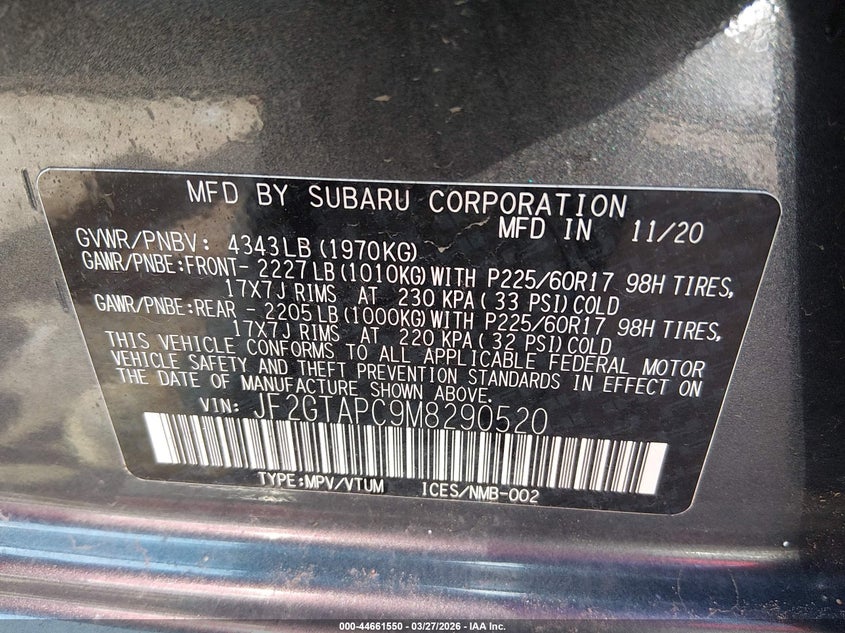 MFD BY SUBARU CORPORATION
MFD IN 11/20
GVWR/PNBV: 4343LB (1970KG)
GAWR/PNBE:FRONT- 2227LB(1010KG)WITH P225/60R17 98H TIRES,
17X7J RIMS AT 230 KPA(33 PSI)COLD
GAWR/PNBE:REAR - 2205LB(1000KG)WITH P225/60R17 98H TIRES,
17X7J RIMS AT 220 KPA(32 PSI)COLD
THIS VEHICLE CONFORMS TO ALL APPLICABLE FEDERAL MOTOR
VEHICLE SAFETY AND THEFT PREVENTION STANDARDS IN EFFECT ON
THE DATE OF MANUFACTURE SHOWN ABOVE.
VIN: JF2GTAPC9M8290520
TYPE:MPV/VTUM ICES/NMB-002
000-44661550 - 03/27/2026 - IAA Inc.